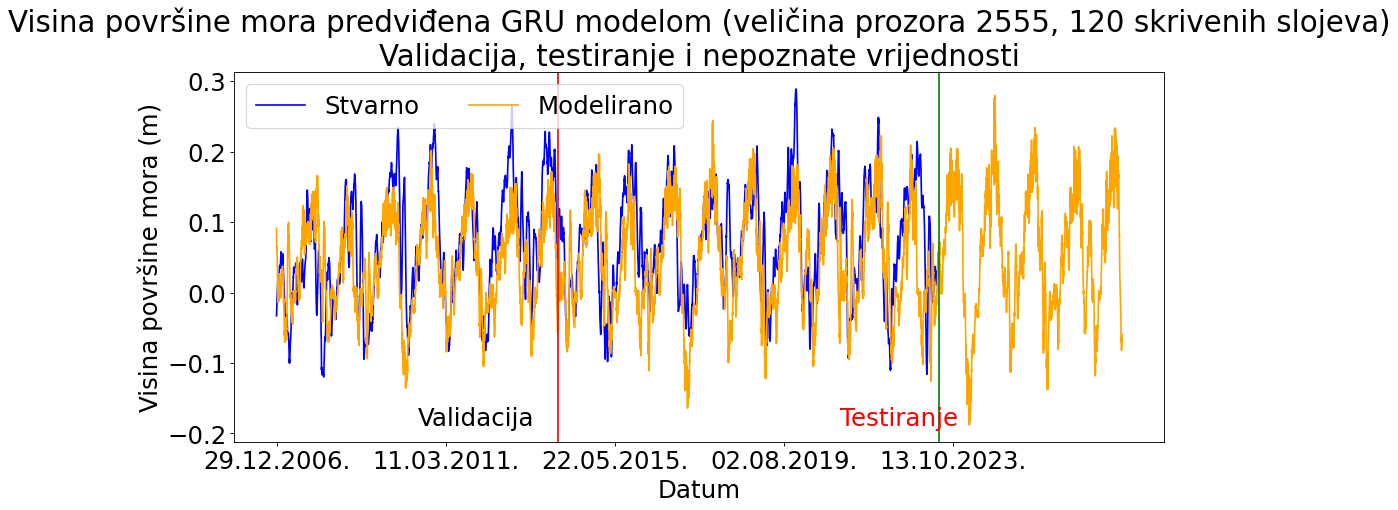 Visina površine mora predviđena GRU modelom (veličina prozora 2555, 120 skrivenih slojeva)
Validacija, testiranje i nepoznate vrijednosti
Stvarno
Modelirano
Visina površine mora (m)
0.3
0.2
0.1
0.0
−0.1
−0.2
Validacija
Testiranje
29.12.2006.
11.03.2011.
22.05.2015.
02.08.2019.
13.10.2023.
Datum